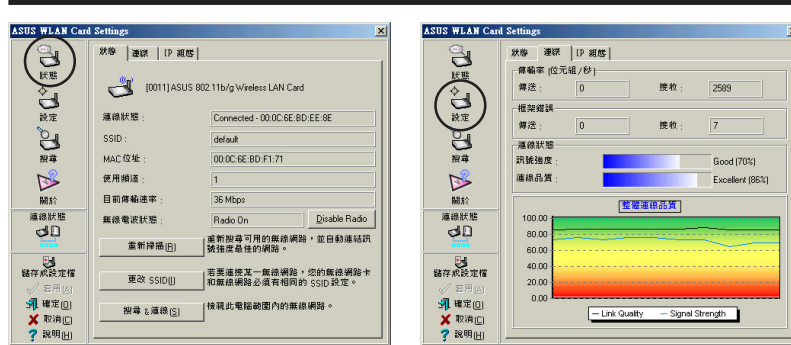 ASUS WLAN Card Settings
狀態
設定
搜尋
關於
連線狀態
儲存成設定檔
套用(A)
確定(O)
取消(C)
說明(H)
狀態 連線 IP 組態
[0011] ASUS 802.11b/g Wireless LAN Card
連線狀態 : Connected - 00:0C:6E:BD:EE:8E
SSID : default
MAC 位址 : 00:0C:6E:BD:F1:71
使用頻道 : 1
目前傳輸速率 : 36 Mbps
無線電波狀態 : Radio On Disable Radio
重新掃描(R) 重新搜尋可用的無線網路，並自動連結訊
號強度最佳的網路。
更改 SSID(I) 若要連接某一無線網路，您的無線網路卡
和無線網路必須有相同的 SSID 設定。
搜尋 & 連線(S) 檢視此電腦範圍內的無線網路。
ASUS WLAN Card Settings
狀態
設定
搜尋
關於
連線狀態
儲存成設定檔
套用(A)
確定(O)
取消(C)
說明(H)
狀態 連線 IP 組態
傳輸率 (位元組/秒)
傳送 : 0 接收 : 2589
框架錯誤
傳送 : 0 接收 : 7
連線狀態
訊號強度 : Good (70%)
連線品質 : Excellent (86%)
整體連線品質
100.00
80.00
60.00
40.00
20.00
0.00
Link Quality Signal Strength